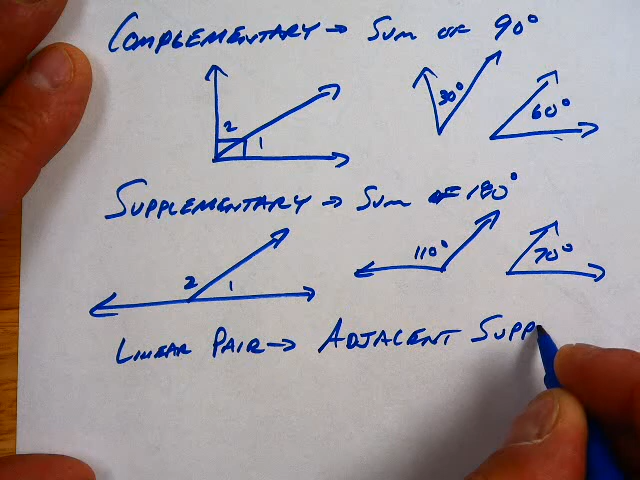 COMPLEMENTARY → SUM OF 90°
2
1
30°
60°
SUPPLEMENTARY → SUM OF 180°
2
1
110°
70°
LINEAR PAIR → ADJACENT SUPP